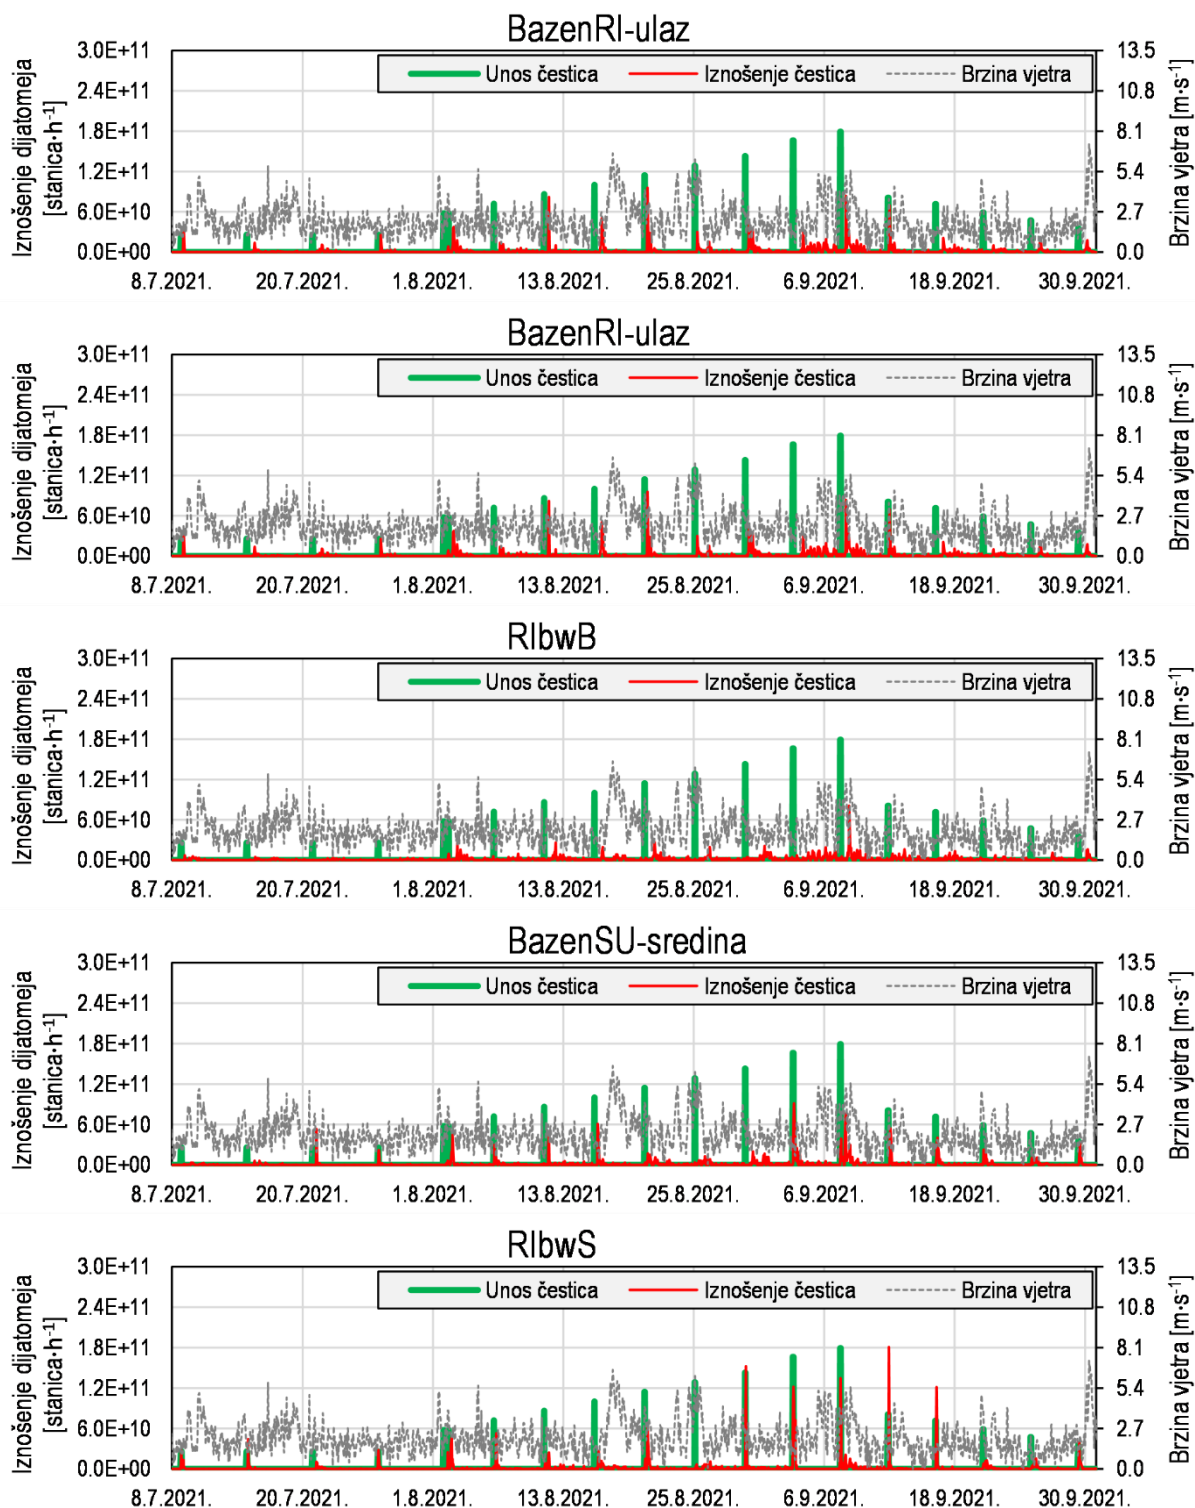 BazenRI-ulaz
Iznošenje dijatomeja
[stanica·h⁻¹]
3.0E+11
2.4E+11
1.8E+11
1.2E+11
6.0E+10
0.0E+00
Unos čestica Iznošenje čestica Brzina vjetra
13.5
10.8
8.1
5.4
2.7
0.0
Brzina vjetra [m·s⁻¹]
8.7.2021. 20.7.2021. 1.8.2021. 13.8.2021. 25.8.2021. 6.9.2021. 18.9.2021. 30.9.2021.
BazenRI-ulaz
Iznošenje dijatomeja
[stanica·h⁻¹]
3.0E+11
2.4E+11
1.8E+11
1.2E+11
6.0E+10
0.0E+00
Unos čestica Iznošenje čestica Brzina vjetra
13.5
10.8
8.1
5.4
2.7
0.0
Brzina vjetra [m·s⁻¹]
8.7.2021. 20.7.2021. 1.8.2021. 13.8.2021. 25.8.2021. 6.9.2021. 18.9.2021. 30.9.2021.
RIbwB
Iznošenje dijatomeja
[stanica·h⁻¹]
3.0E+11
2.4E+11
1.8E+11
1.2E+11
6.0E+10
0.0E+00
Unos čestica Iznošenje čestica Brzina vjetra
13.5
10.8
8.1
5.4
2.7
0.0
Brzina vjetra [m·s⁻¹]
8.7.2021. 20.7.2021. 1.8.2021. 13.8.2021. 25.8.2021. 6.9.2021. 18.9.2021. 30.9.2021.
BazenSU-sredina
Iznošenje dijatomeja
[stanica·h⁻¹]
3.0E+11
2.4E+11
1.8E+11
1.2E+11
6.0E+10
0.0E+00
Unos čestica Iznošenje čestica Brzina vjetra
13.5
10.8
8.1
5.4
2.7
0.0
Brzina vjetra [m·s⁻¹]
8.7.2021. 20.7.2021. 1.8.2021. 13.8.2021. 25.8.2021. 6.9.2021. 18.9.2021. 30.9.2021.
RIbwS
Iznošenje dijatomeja
[stanica·h⁻¹]
3.0E+11
2.4E+11
1.8E+11
1.2E+11
6.0E+10
0.0E+00
Unos čestica Iznošenje čestica Brzina vjetra
13.5
10.8
8.1
5.4
2.7
0.0
Brzina vjetra [m·s⁻¹]
8.7.2021. 20.7.2021. 1.8.2021. 13.8.2021. 25.8.2021. 6.9.2021. 18.9.2021. 30.9.2021.